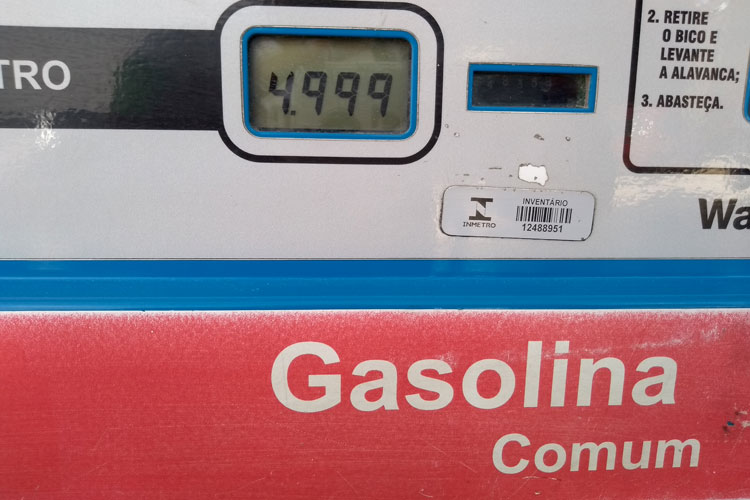 TRO
4.999
2. RETIRE
O BICO E
LEVANTE
A ALAVANCA;
3. ABASTEÇA.
INMETRO
INVENTÁRIO
12488951
Wa
Gasolina
Comum